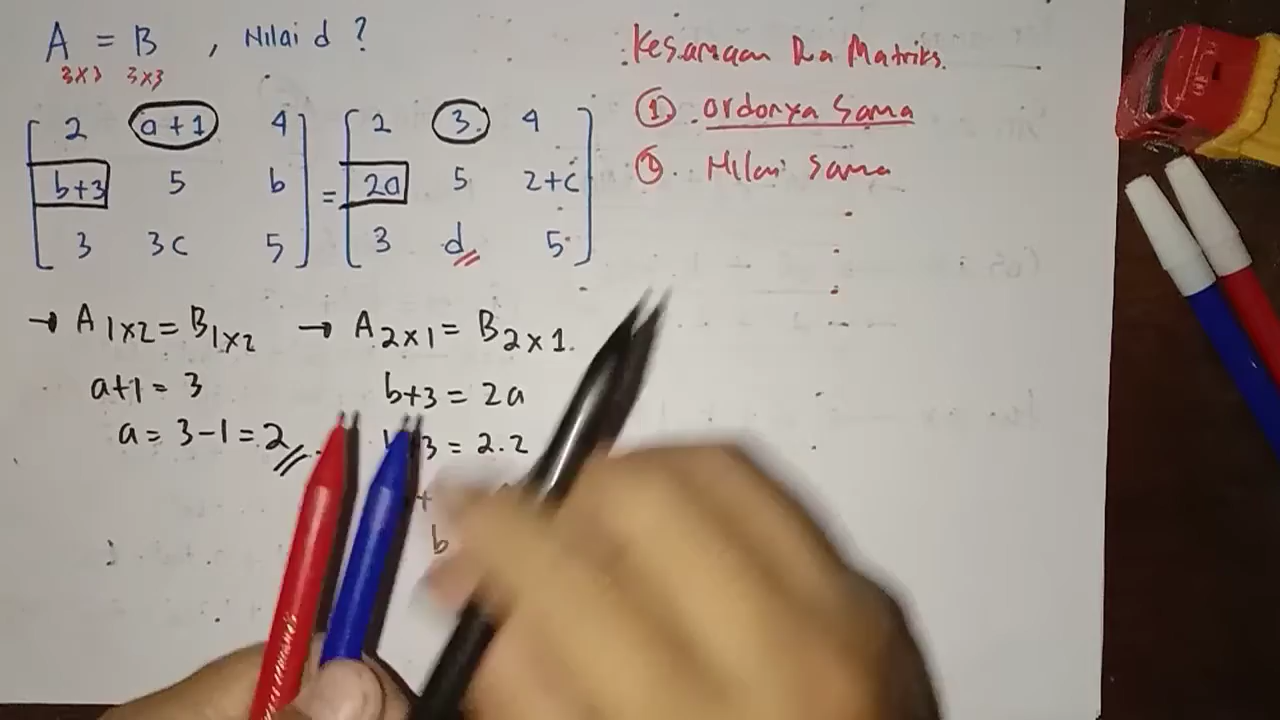 A = B , Nilai d ?
3x3 3x3
2 a+1 4 2 3 4
b+3 5 b = 2a 5 2+c
3 3c 5 3 d 5
→ A1x2 = B1x2
a+1 = 3
a = 3-1 = 2
→ A2x1 = B2x1.
b+3 = 2a
+3 = 2.2
+
b
Kesamaan Dua Matriks.
① ordonya sama
② Nilai sama